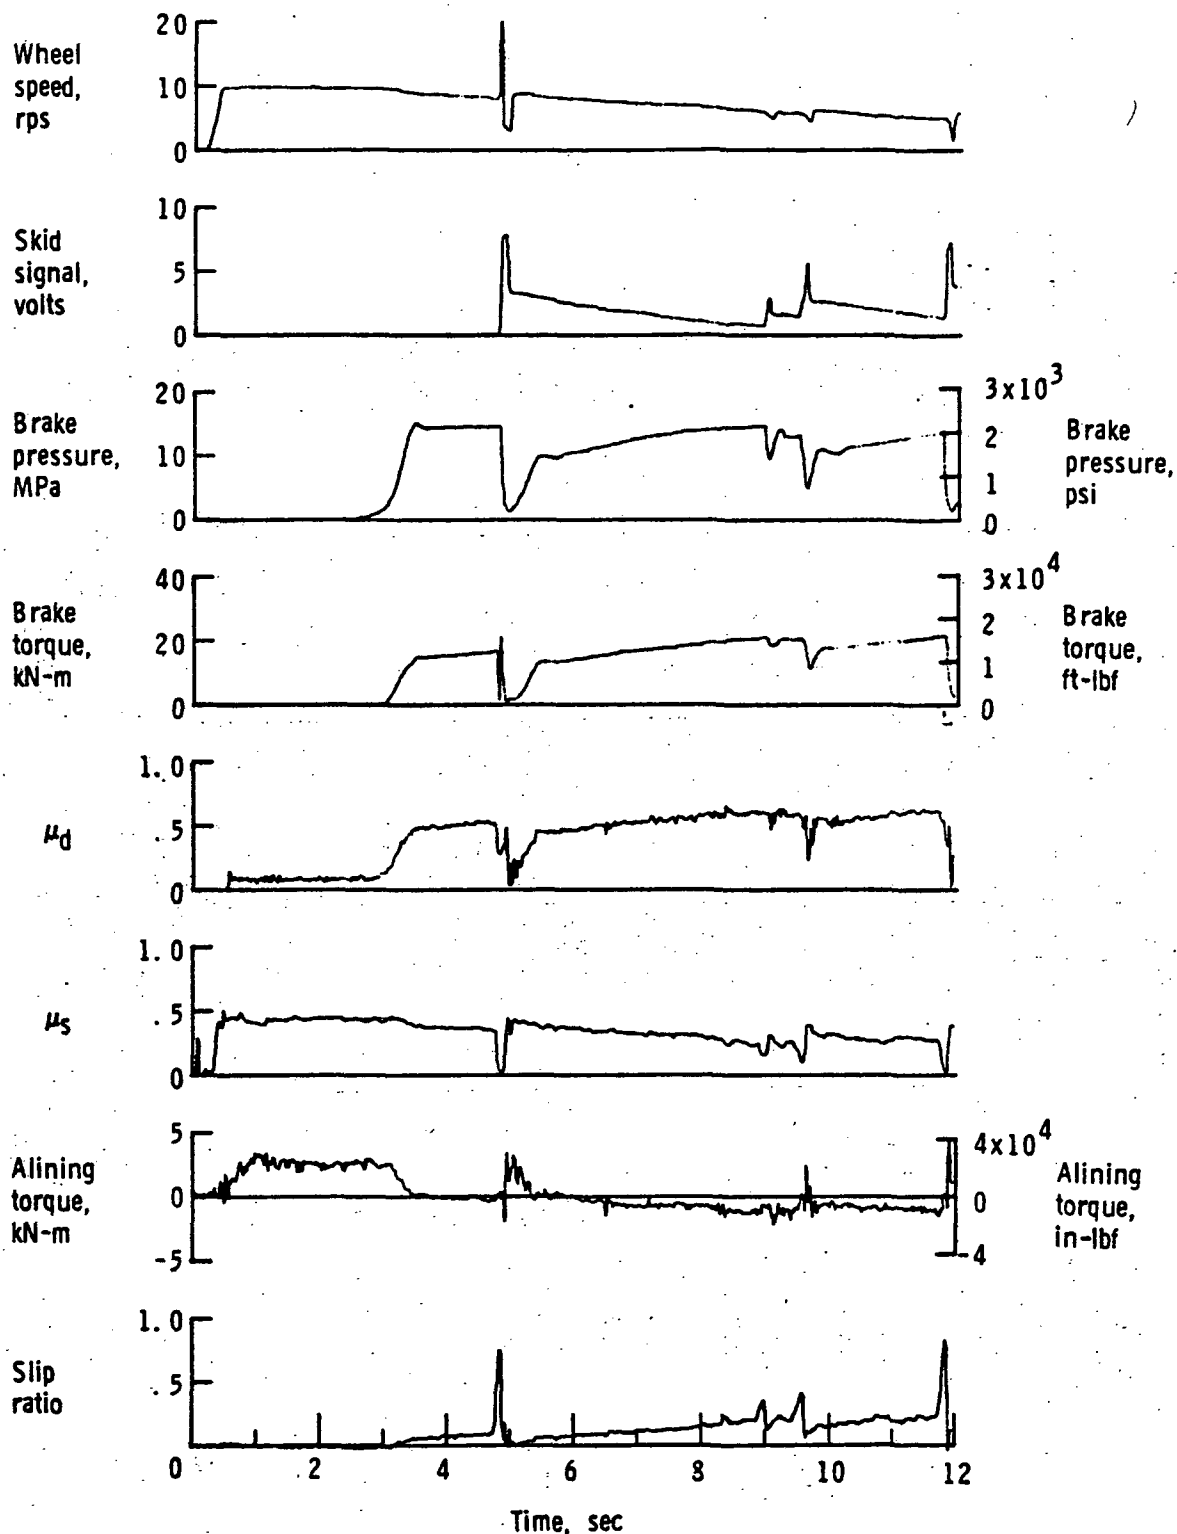 Wheel
speed,
rps
20
10
0
Skid
signal,
volts
10
5
0
Brake
pressure,
MPa
20
10
0
3x10^3
2
1
0
Brake
pressure,
psi
Brake
torque,
kN-m
40
20
0
3x10^4
2
1
0
Brake
torque,
ft-lbf
μd
1.0
.5
0
μs
1.0
.5
0
Alining
torque,
kN-m
5
0
-5
4x10^4
0
-4
Alining
torque,
in-lbf
Slip
ratio
1.0
.5
0 2 4 6 8 10 12
Time, sec